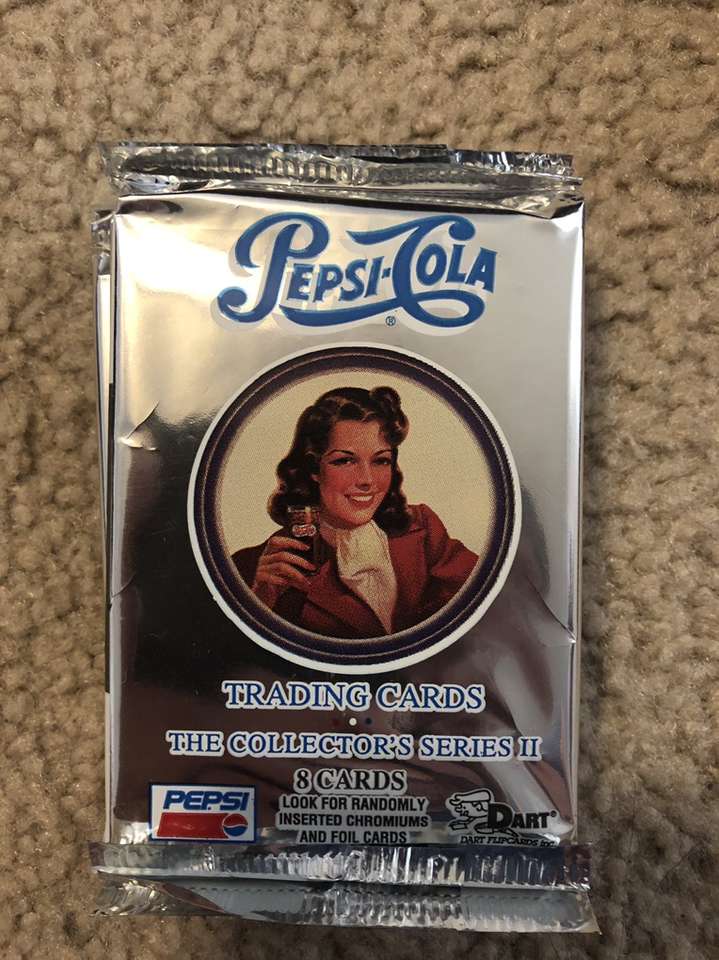 PEPSI-COLA®
TRADING CARDS
THE COLLECTOR'S SERIES II
8 CARDS
LOOK FOR RANDOMLY
INSERTED CHROMIUMS
AND FOIL CARDS
PEPSI
DART®
DART FLIPCARDS INC.